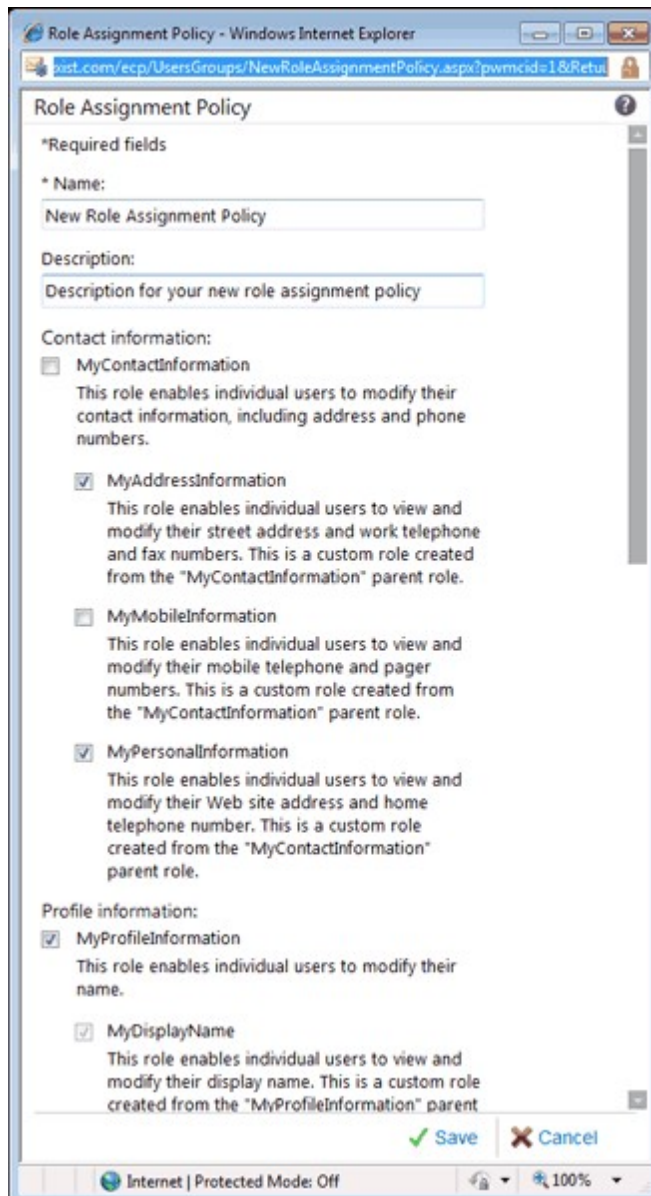 Role Assignment Policy - Windows Internet Explorer
xist.com/ecp/UsersGroups/NewRoleAssignmentPolicy.aspx?pwmcid=1&Retu
Role Assignment Policy
*Required fields
* Name:
New Role Assignment Policy
Description:
Description for your new role assignment policy
Contact information:
MyContactInformation
This role enables individual users to modify their
contact information, including address and phone
numbers.
MyAddressInformation
This role enables individual users to view and
modify their street address and work telephone
and fax numbers. This is a custom role created
from the "MyContactInformation" parent role.
MyMobileInformation
This role enables individual users to view and
modify their mobile telephone and pager
numbers. This is a custom role created from
the "MyContactInformation" parent role.
MyPersonalInformation
This role enables individual users to view and
modify their Web site address and home
telephone number. This is a custom role
created from the "MyContactInformation"
parent role.
Profile information:
MyProfileInformation
This role enables individual users to modify their
name.
MyDisplayName
This role enables individual users to view and
modify their display name. This is a custom role
created from the "MyProfileInformation" parent
Save Cancel
Internet | Protected Mode: Off 100%